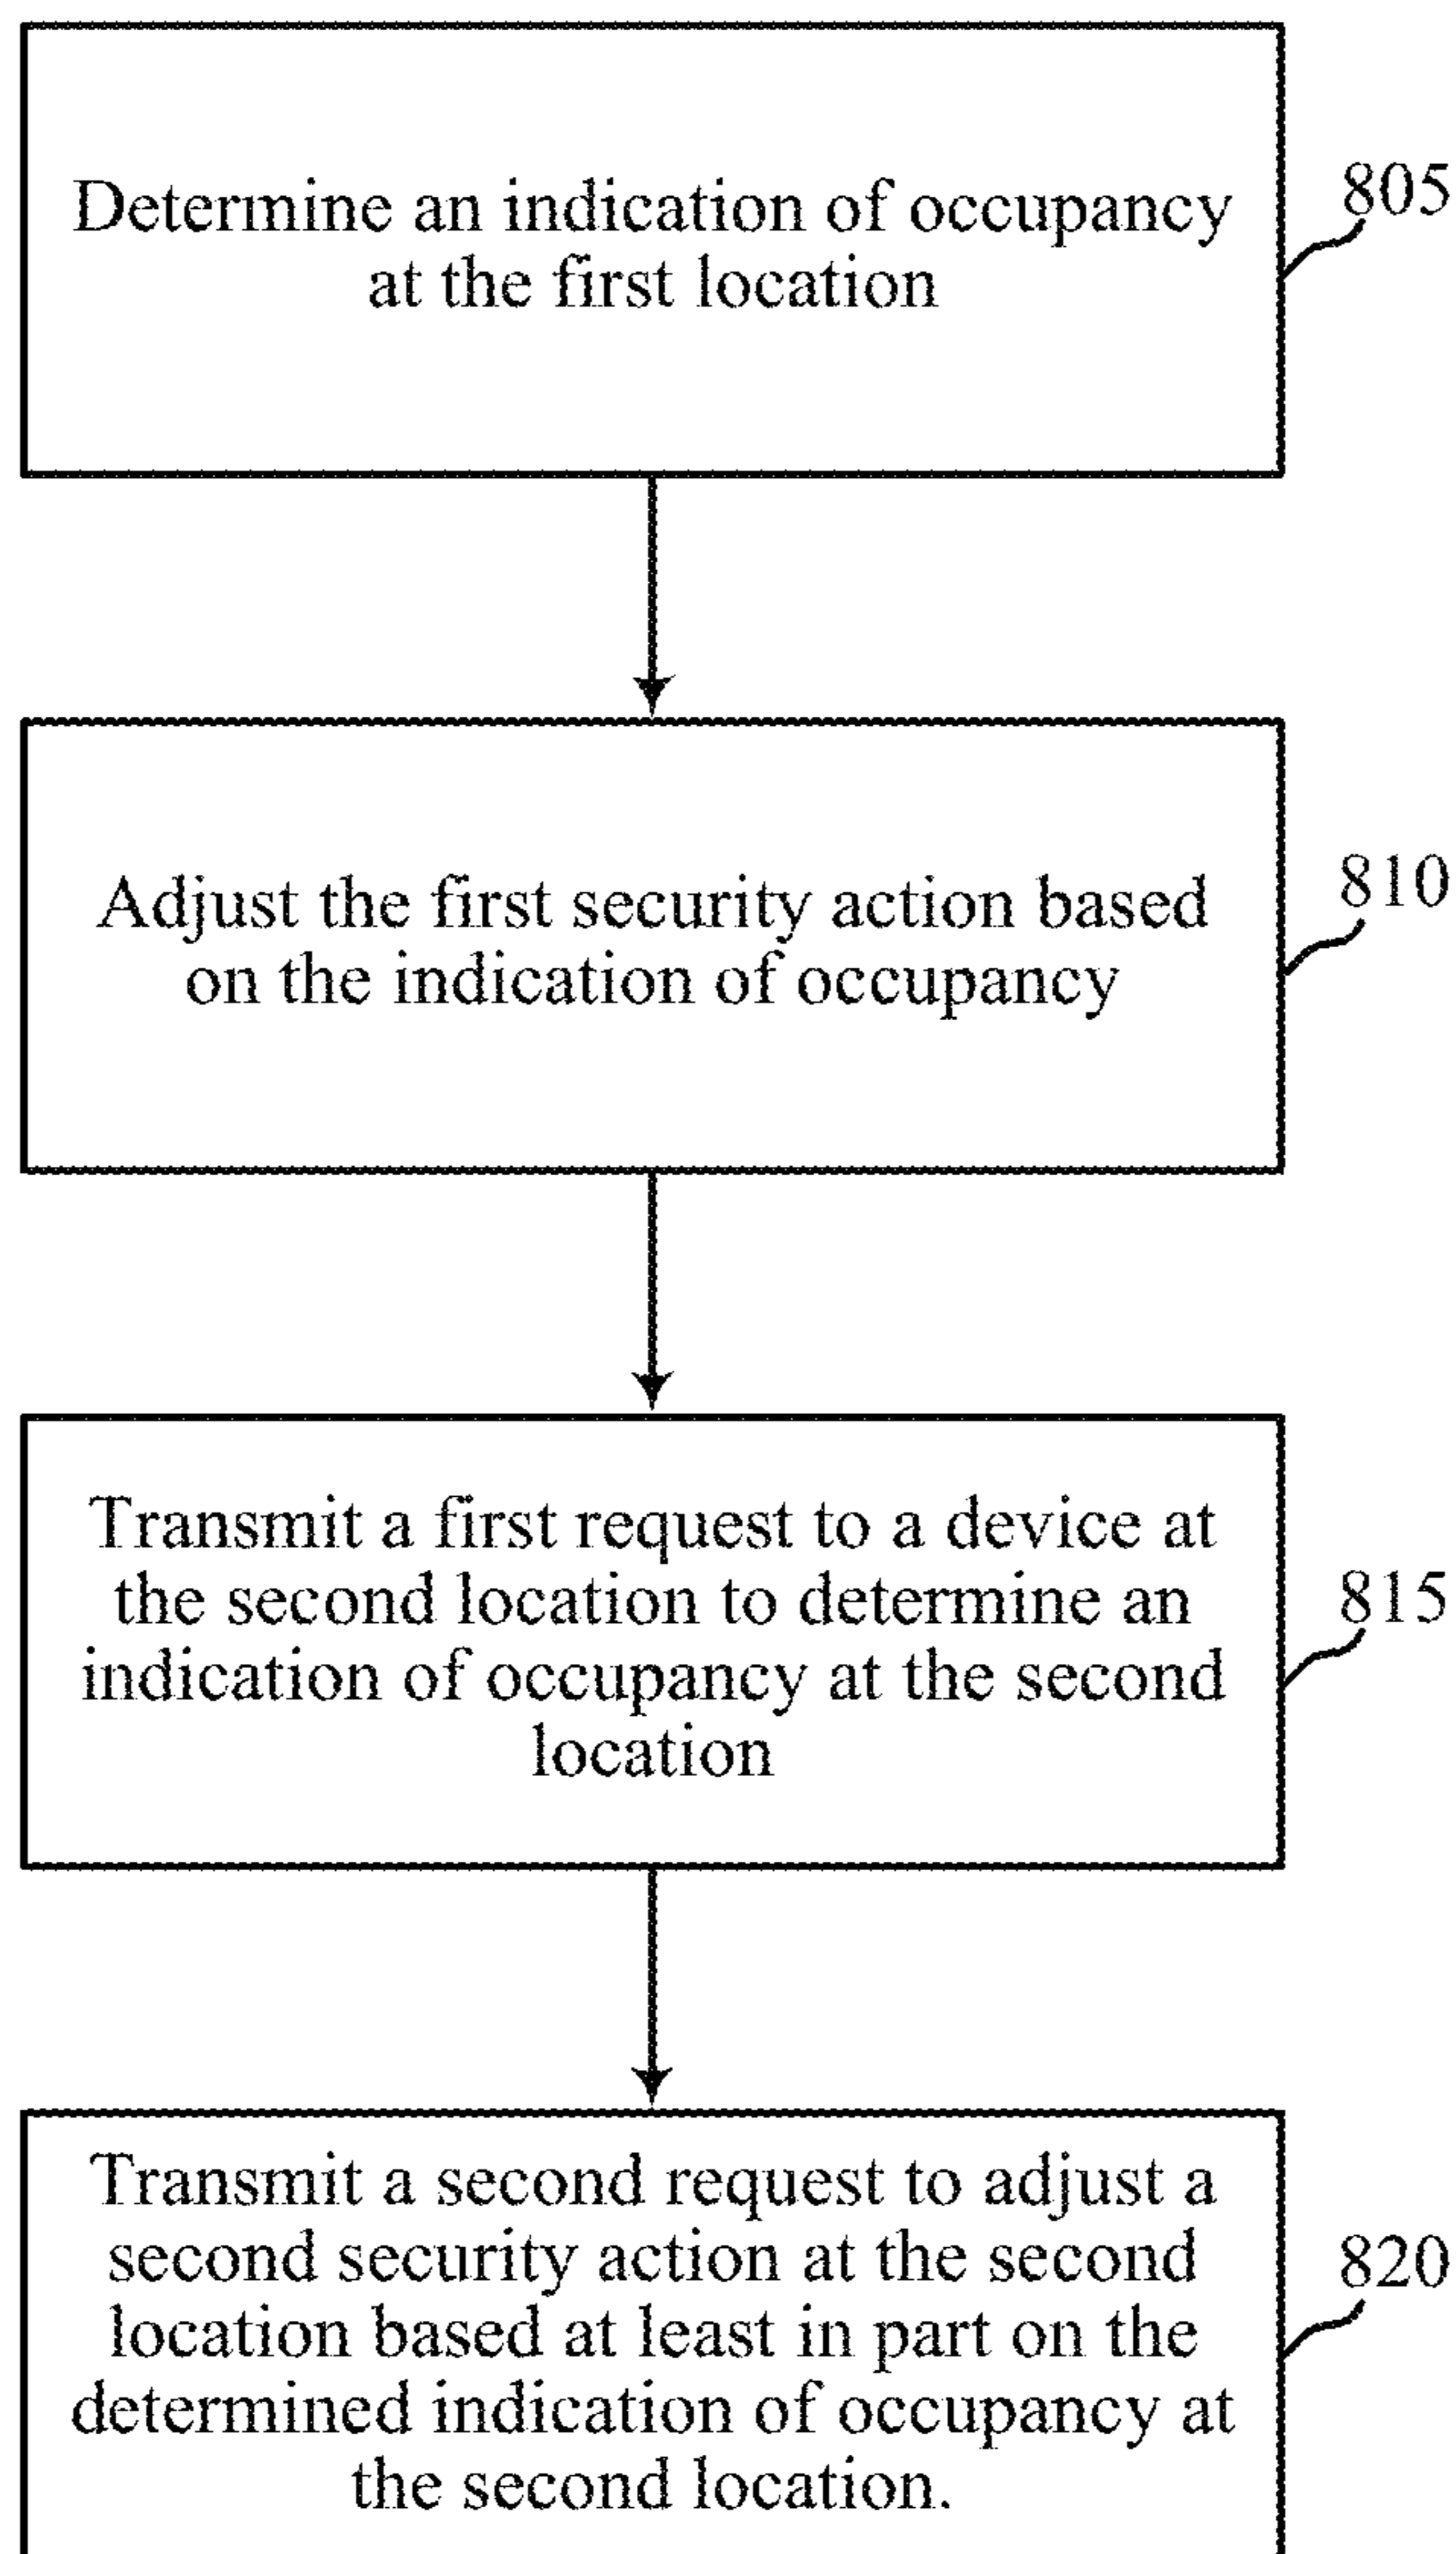 Determine an indication of occupancy
at the first location
805
Adjust the first security action based
on the indication of occupancy
810
Transmit a first request to a device at
the second location to determine an
indication of occupancy at the second
location
815
Transmit a second request to adjust a
second security action at the second
location based at least in part on the
determined indication of occupancy at
the second location.
820